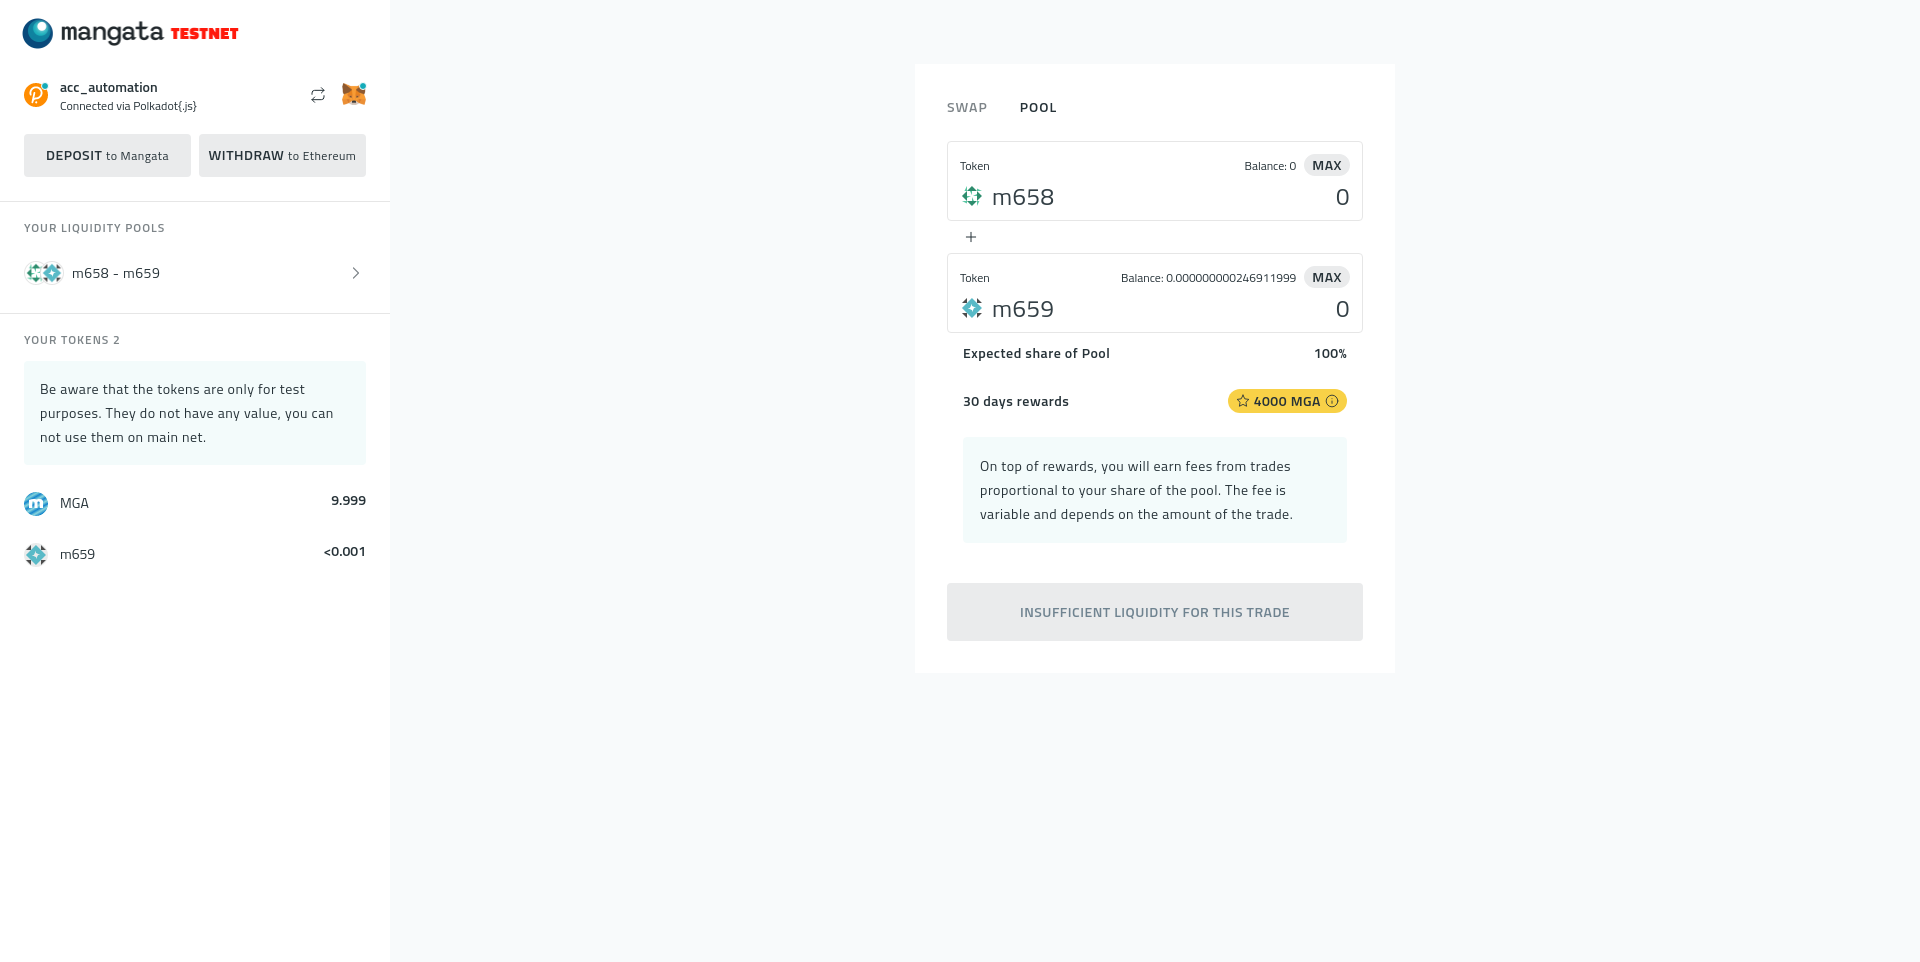 mangata TESTNET
acc_automation
Connected via Polkadot{.js}
DEPOSIT to Mangata
WITHDRAW to Ethereum
YOUR LIQUIDITY POOLS
m658 - m659
YOUR TOKENS 2
Be aware that the tokens are only for test
purposes. They do not have any value, you can
not use them on main net.
MGA 9.999
m659 <0.001
SWAP POOL
Token Balance: 0 MAX
m658 0
+
Token Balance: 0.000000000246911999 MAX
m659 0
Expected share of Pool 100%
30 days rewards 4000 MGA
On top of rewards, you will earn fees from trades
proportional to your share of the pool. The fee is
variable and depends on the amount of the trade.
INSUFFICIENT LIQUIDITY FOR THIS TRADE